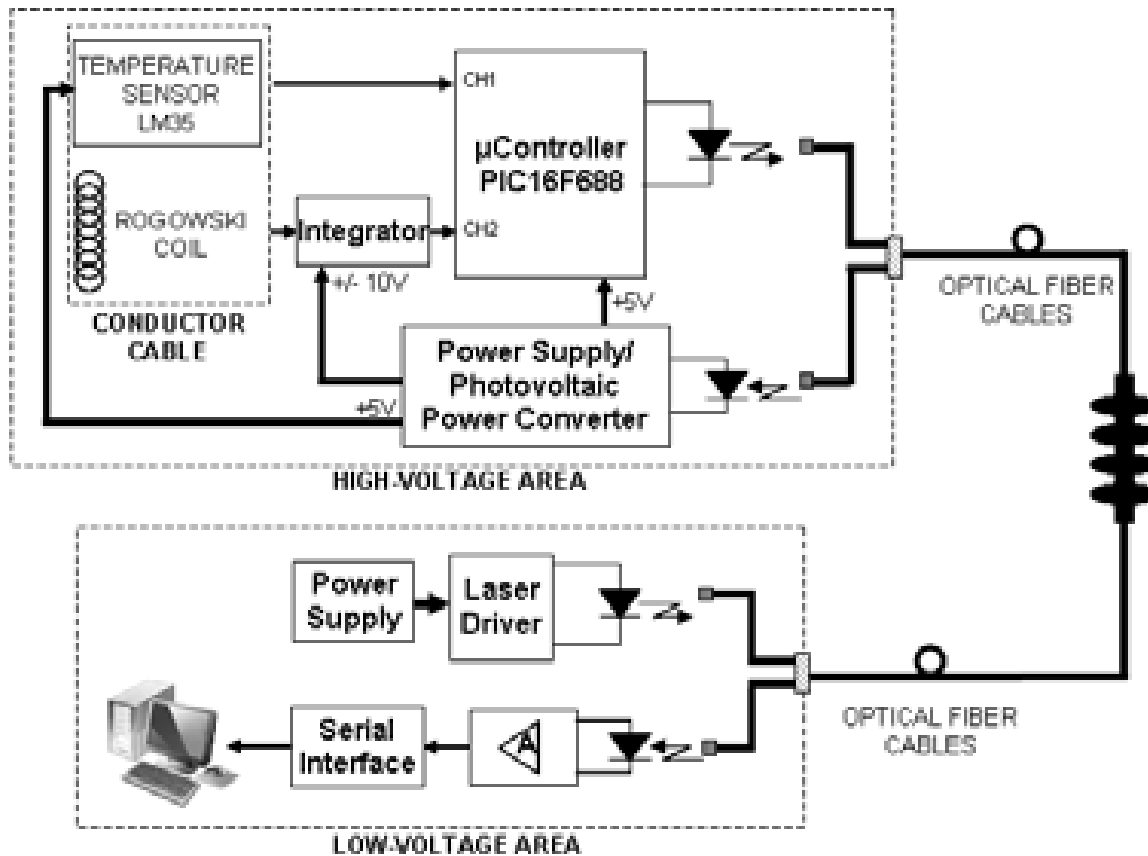 TEMPERATURE
SENSOR
LM35
CH1
µController
PIC16F688
ROGOWSKI
COIL
Integrator
CH2
+/- 10V
+5V
CONDUCTOR
CABLE
Power Supply/
Photovoltaic
Power Converter
+5V
HIGH-VOLTAGE AREA
OPTICAL FIBER
CABLES
Power
Supply
Laser
Driver
Serial
Interface
A
OPTICAL FIBER
CABLES
LOW-VOLTAGE AREA